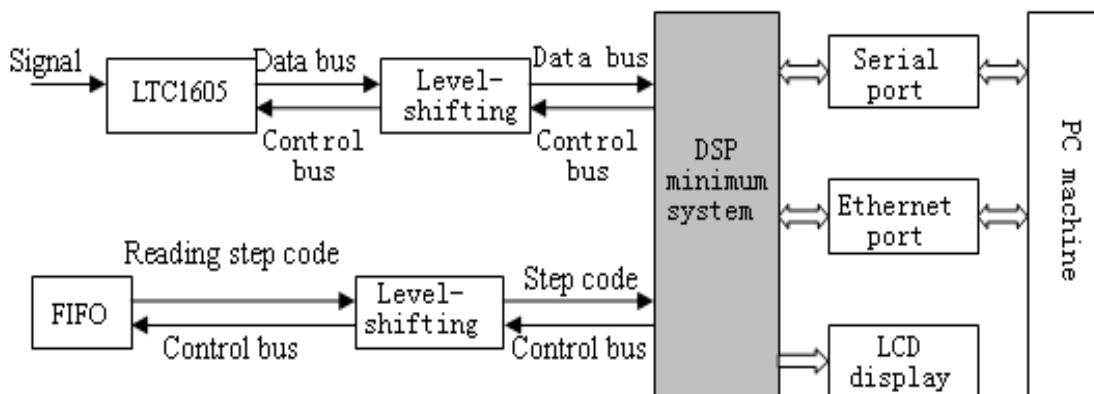 Signal
LTC1605
Data bus
Control
bus
Level-
shifting
Data bus
Control
bus
DSP
minimum
system
Serial
port
Ethernet
port
LCD
display
PC machine
FIFO
Reading step code
Control bus
Level-
shifting
Step code
Control bus